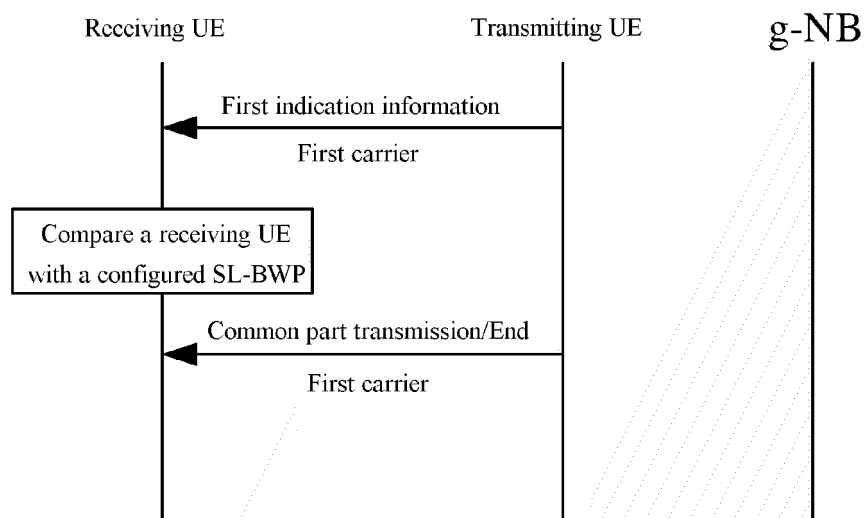 Receiving UE
Transmitting UE
g-NB
First indication information
First carrier
Compare a receiving UE
with a configured SL-BWP
Common part transmission/End
First carrier